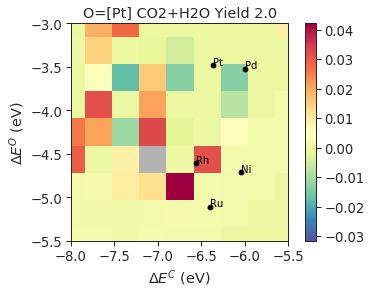 O=[Pt] CO2+H2O Yield 2.0
−3.0
−3.5
−4.0
−4.5
−5.0
−5.5
ΔE^O (eV)
Pt
Pd
Rh
Ni
Ru
−8.0 −7.5 −7.0 −6.5 −6.0 −5.5
ΔE^C (eV)
0.04
0.03
0.02
0.01
0.00
−0.01
−0.02
−0.03